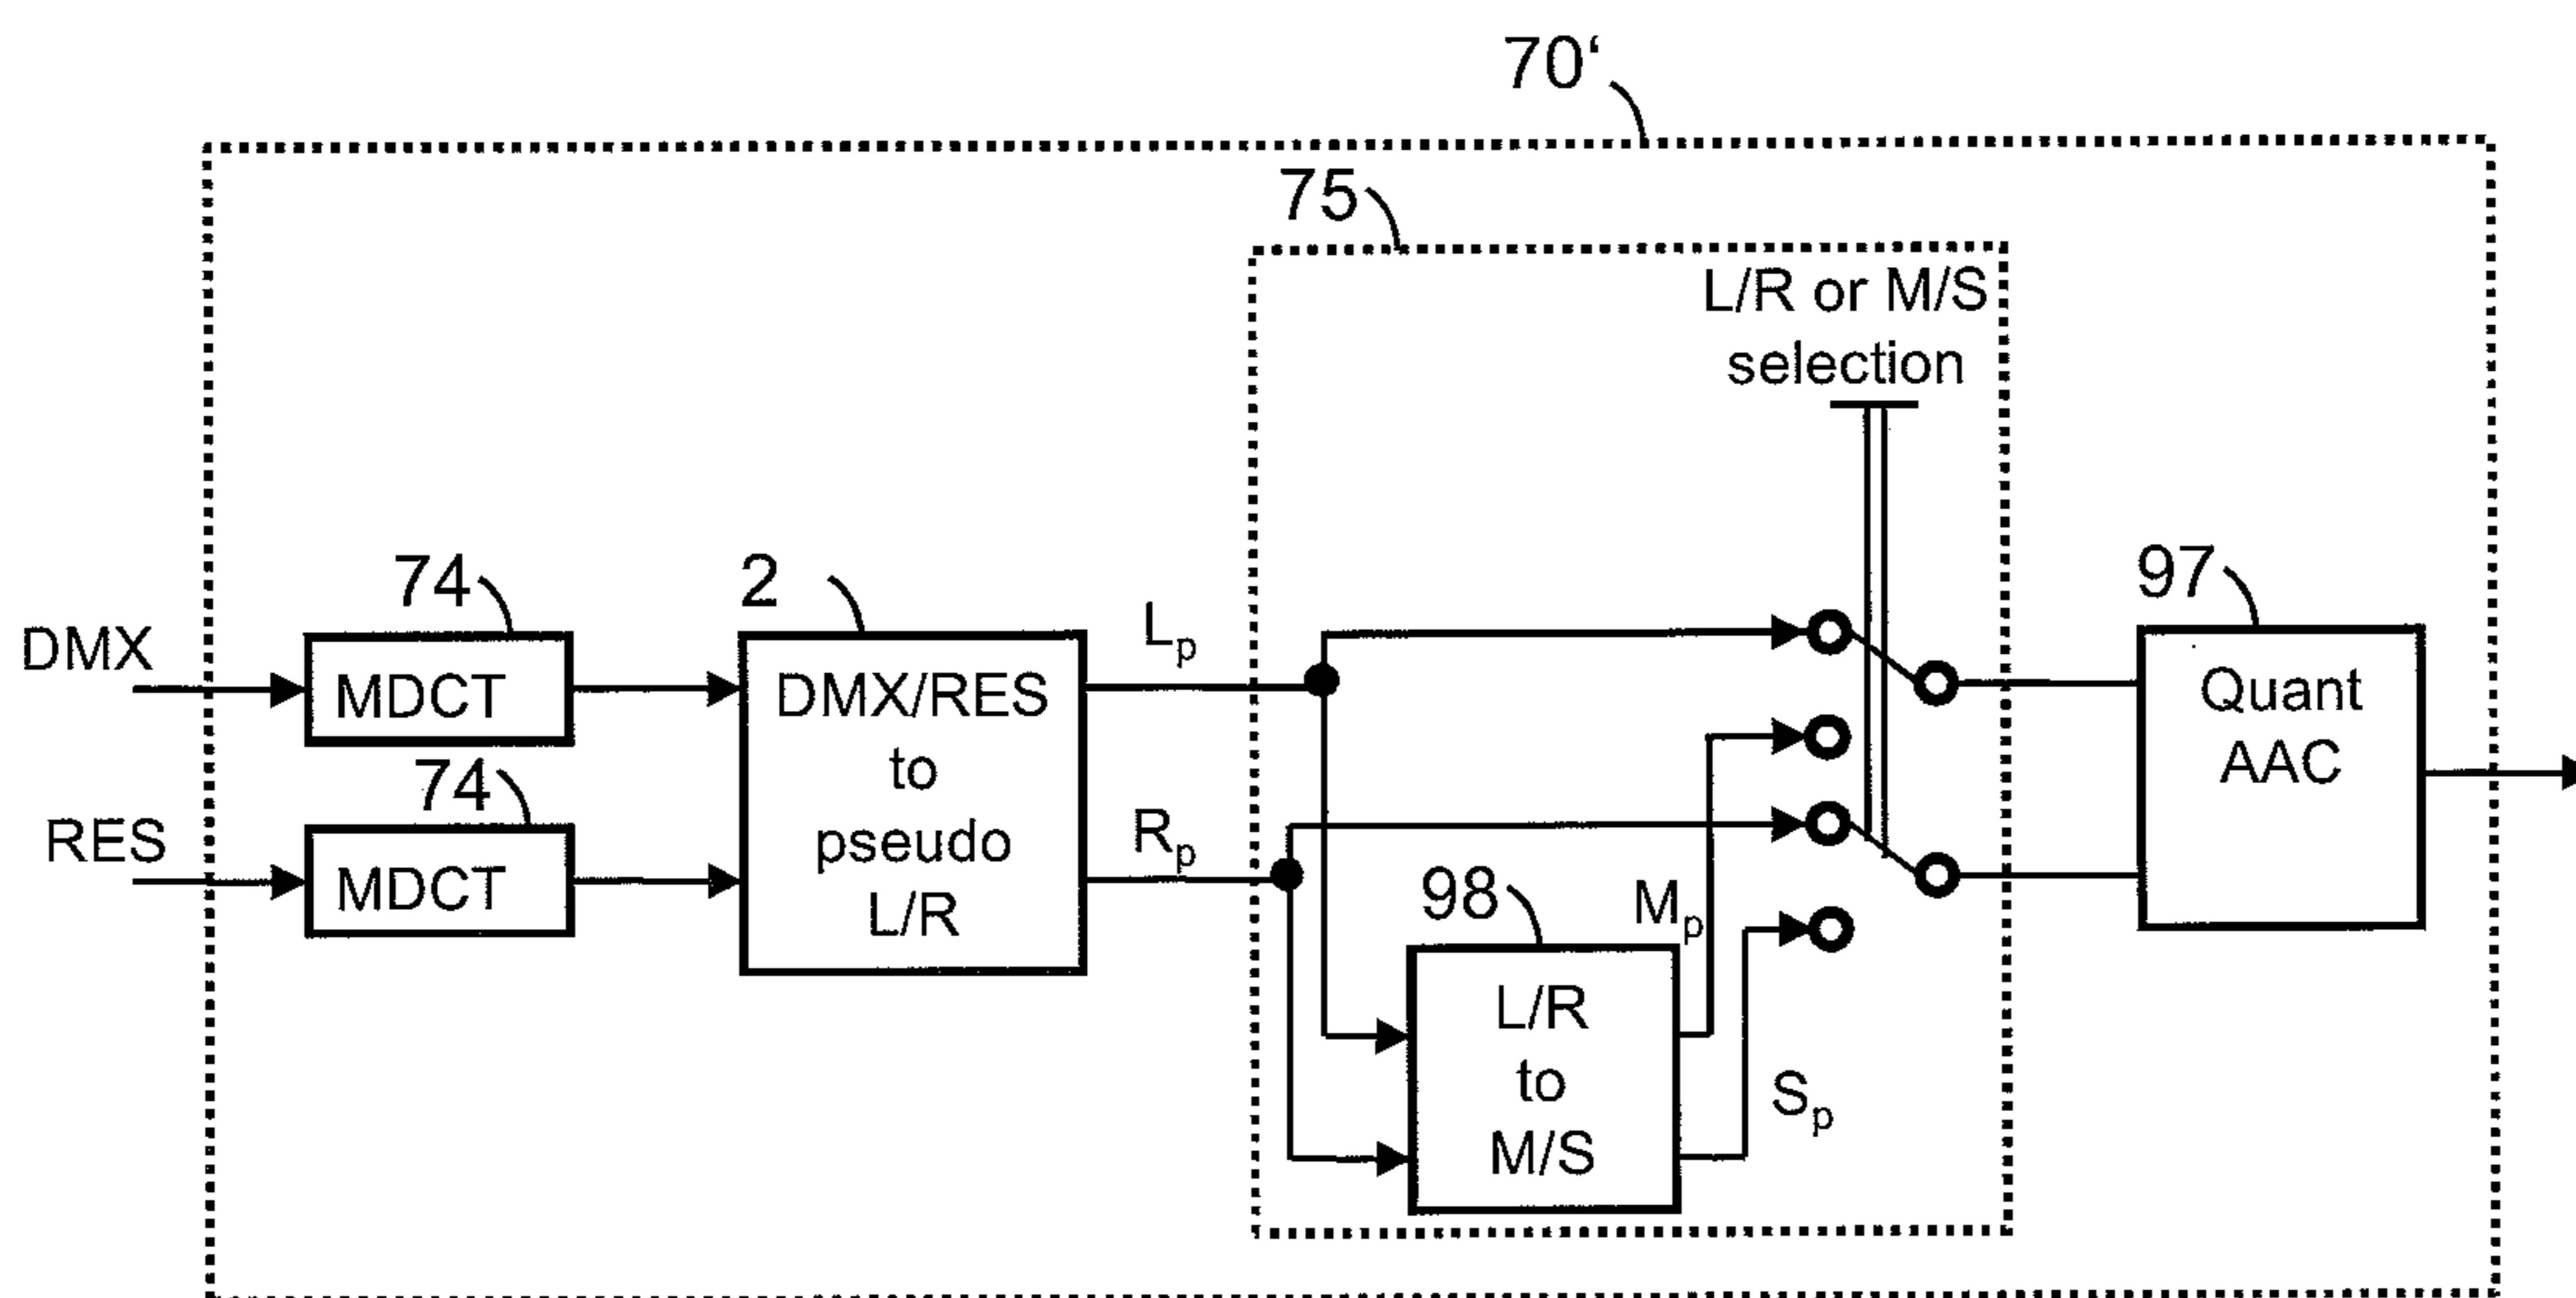 70‘
75
L/R or M/S
selection
74
2
97
DMX
MDCT
DMX/RES
to
pseudo
L/R
Lp
Quant
AAC
74
RES
MDCT
Rp
98
Mp
L/R
to
M/S
Sp